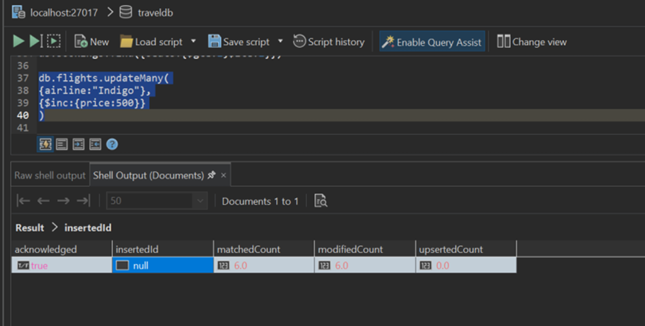 localhost:27017 > traveldb
New Load script Save script Script history Enable Query Assist Change view
36
37 db.flights.updateMany(
38 {airline:"Indigo"},
39 {$inc:{price:500}}
40 )
41
Raw shell output Shell Output (Documents) ×
50 Documents 1 to 1
Result > insertedId
acknowledged insertedId matchedCount modifiedCount upsertedCount
true null 6.0 6.0 0.0